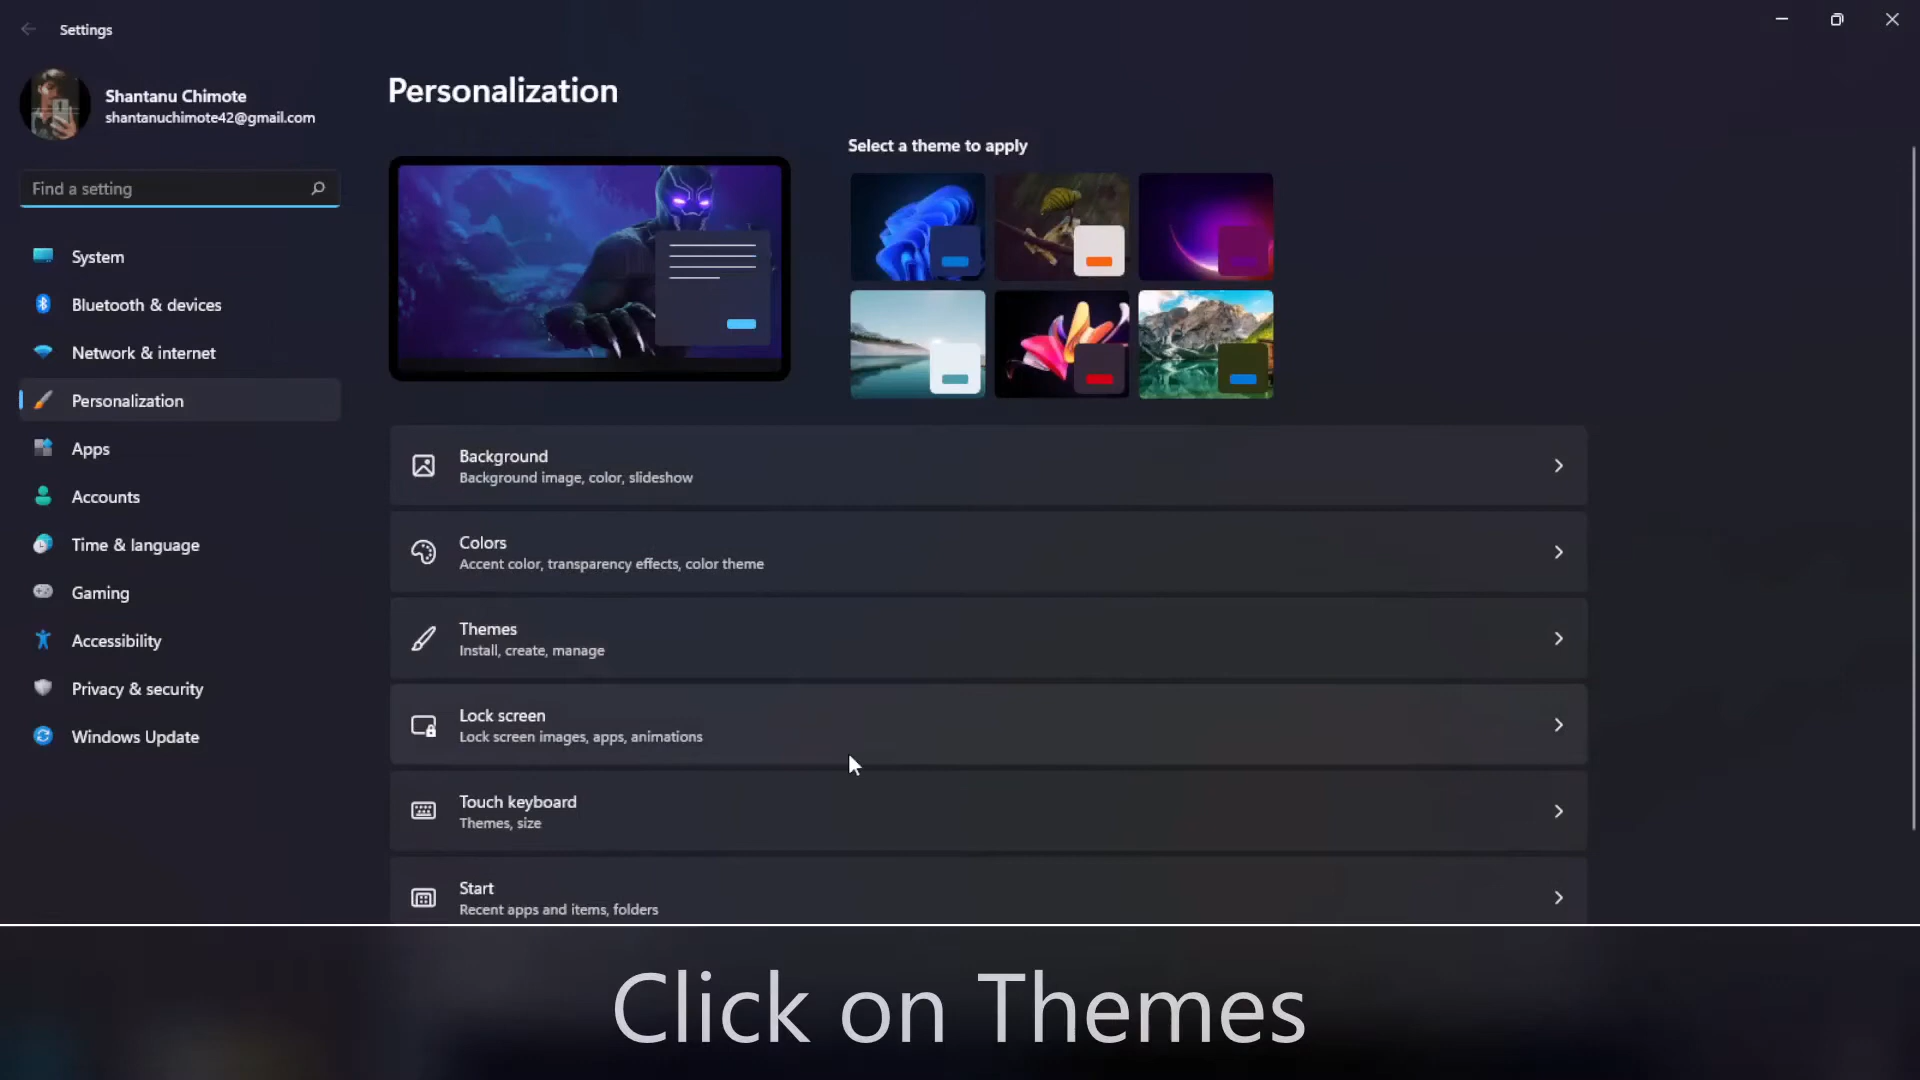 Settings
Shantanu Chimote
shantanuchimote42@gmail.com
Find a setting
System
Bluetooth & devices
Network & internet
Personalization
Apps
Accounts
Time & language
Gaming
Accessibility
Privacy & security
Windows Update
Personalization
Select a theme to apply
Background
Background image, color, slideshow
Colors
Accent color, transparency effects, color theme
Themes
Install, create, manage
Lock screen
Lock screen images, apps, animations
Touch keyboard
Themes, size
Start
Recent apps and items, folders
Click on Themes